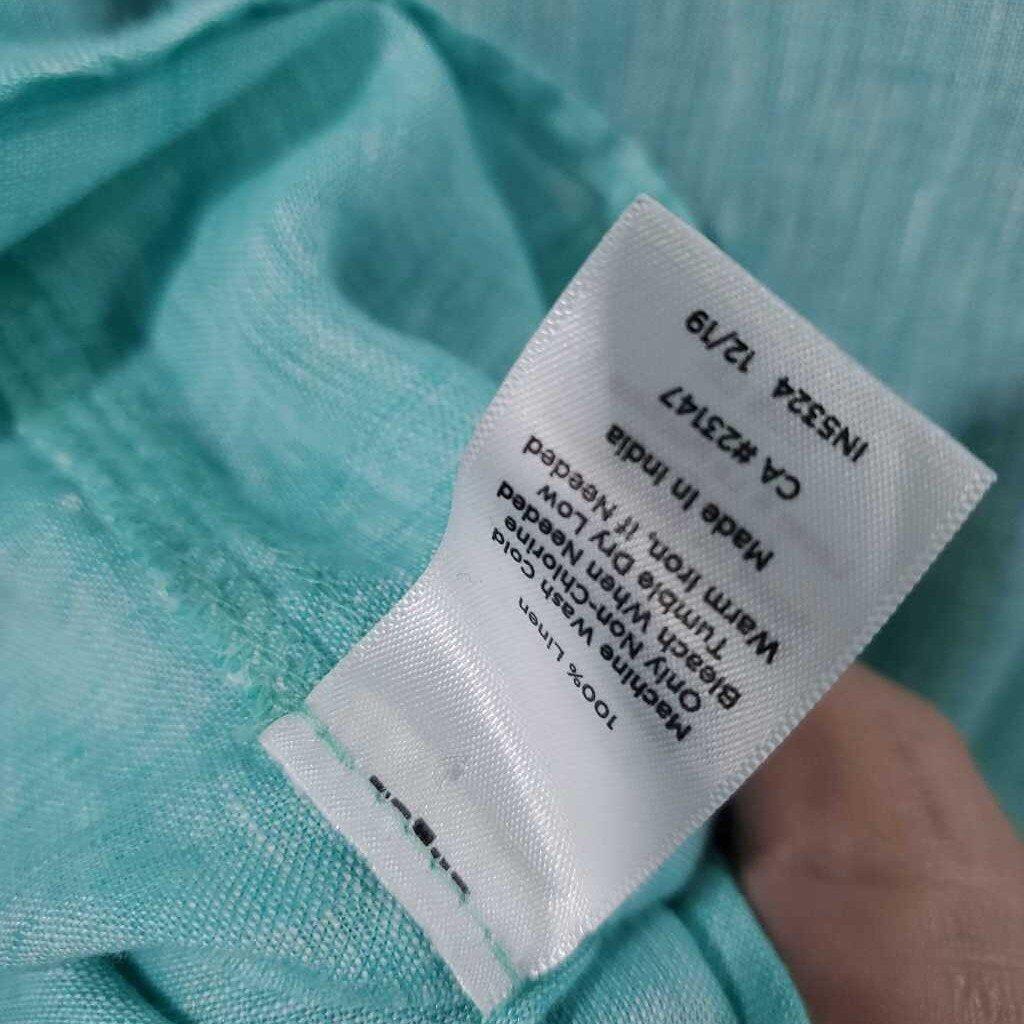 100% Linen
Machine Wash Cold
Only Non-Chlorine
Bleach When Needed
Tumble Dry Low
Warm Iron, If Needed
Made In India
CA #23147
IN5324 12/19